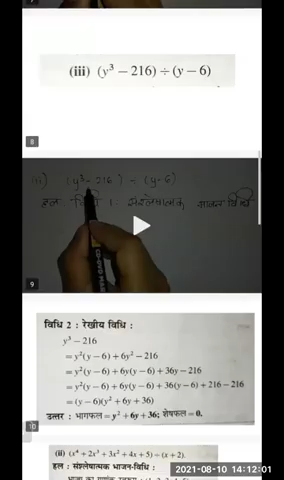 (iii) (y³ − 216) ÷ (y − 6)
8
(y³ − 216) ÷ (y-6)
हल विधि 1: संश्लेषात्मक भाजन विधि
9
विधि 2 : रेखीय विधि :
y³ − 216
= y²(y − 6) + 6y² − 216
= y²(y − 6) + 6y(y − 6) + 36y − 216
= y²(y − 6) + 6y(y − 6) + 36(y − 6) + 216 − 216
= (y − 6)(y² + 6y + 36)
उत्तर : भागफल = y² + 6y + 36; शेषफल = 0.
10
(ii) (x⁴ + 2x³ + 3x² + 4x + 5) ÷ (x + 2).
हल : संश्लेषात्मक भाजन-विधि :
2021-08-10 14:12:01